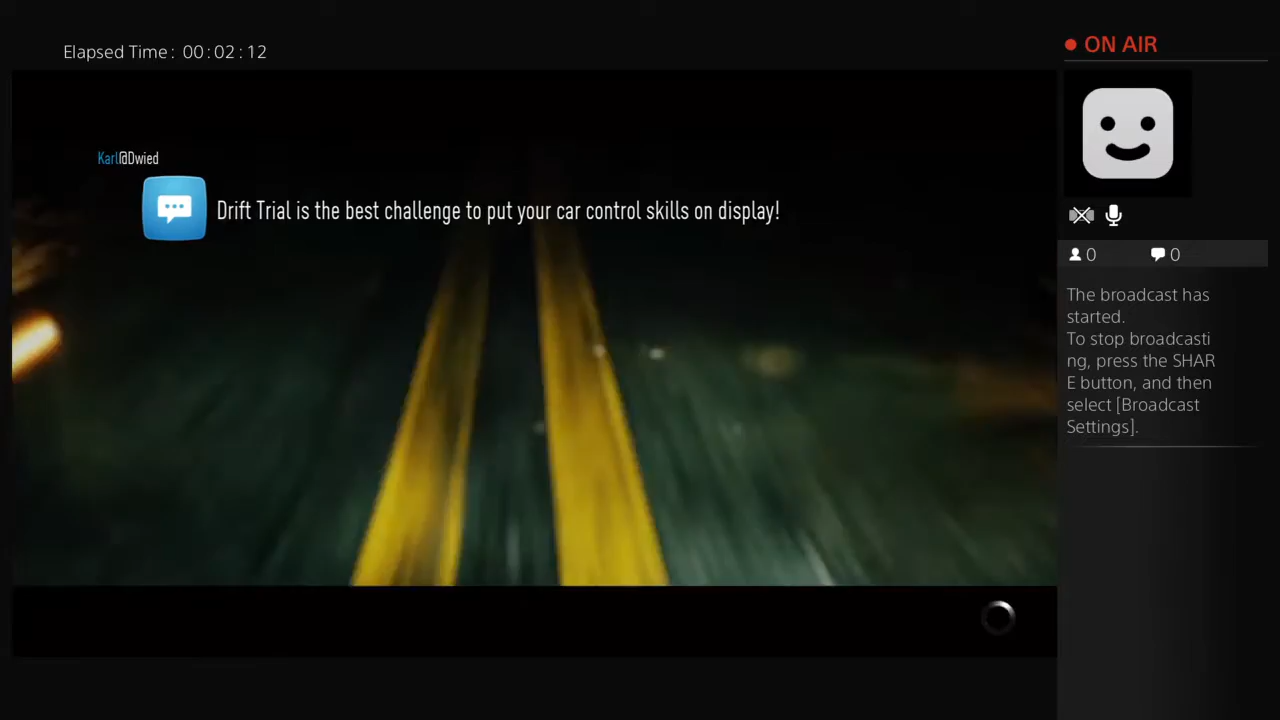 Elapsed Time: 00:02:12
ON AIR
Karl@Dwied
Drift Trial is the best challenge to put your car control skills on display!
0 0
The broadcast has
started.
To stop broadcasti
ng, press the SHAR
E button, and then
select [Broadcast
Settings].